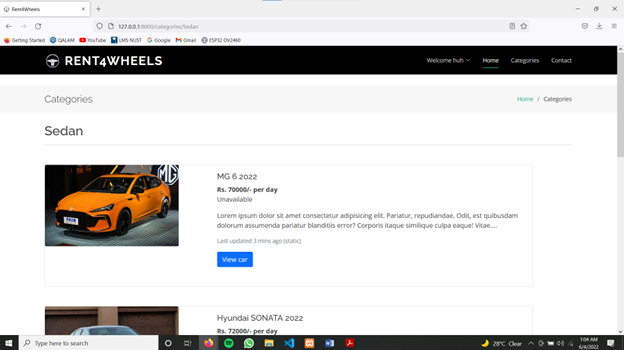 Rent4Wheels
127.0.0.1:8000/categories/Sedan
Getting Started QALAM YouTube LMS NUST Google Gmail ESP32 OV2460
RENT4WHEELS
Welcome huh Home Categories Contact
Categories
Home / Categories
Sedan
MG
MG 6 2022
Rs. 70000/- per day
Unavailable
Lorem ipsum dolor sit amet consectetur adipisicing elit. Pariatur, repudiandae. Odit, est quibusdam
dolorum assumenda pariatur blanditiis error? Corporis itaque similique culpa eaque! Vitae....
Last updated 3 mins ago (static)
View car
Hyundai SONATA 2022
Rs. 72000/- per day
Type here to search
28°C Clear
1:04 AM
6/4/2022